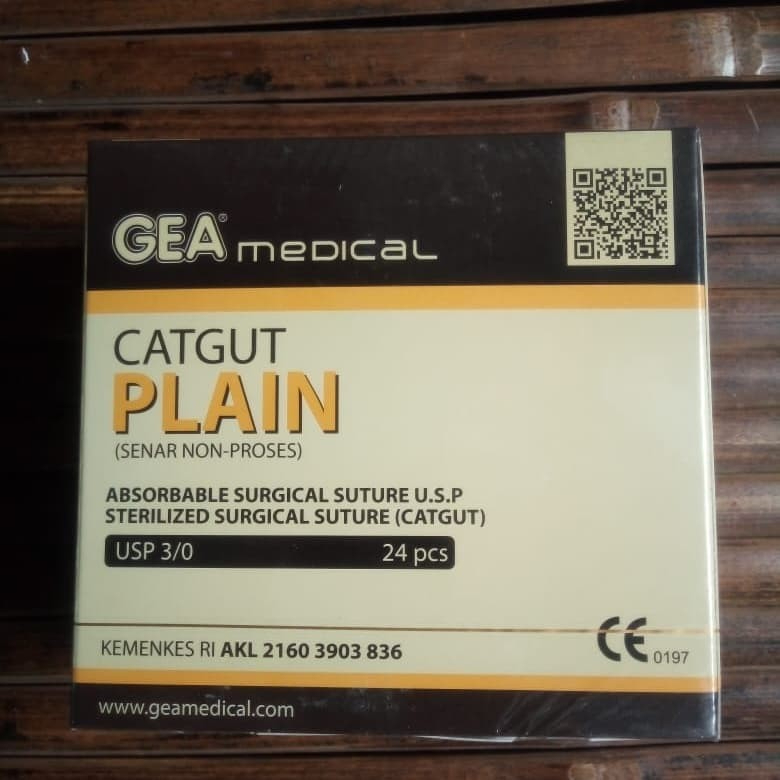 GEA® medical
CATGUT
PLAIN
(SENAR NON-PROSES)
ABSORBABLE SURGICAL SUTURE U.S.P
STERILIZED SURGICAL SUTURE (CATGUT)
USP 3/0 24 pcs
KEMENKES RI AKL 2160 3903 836
CE 0197
www.geamedical.com